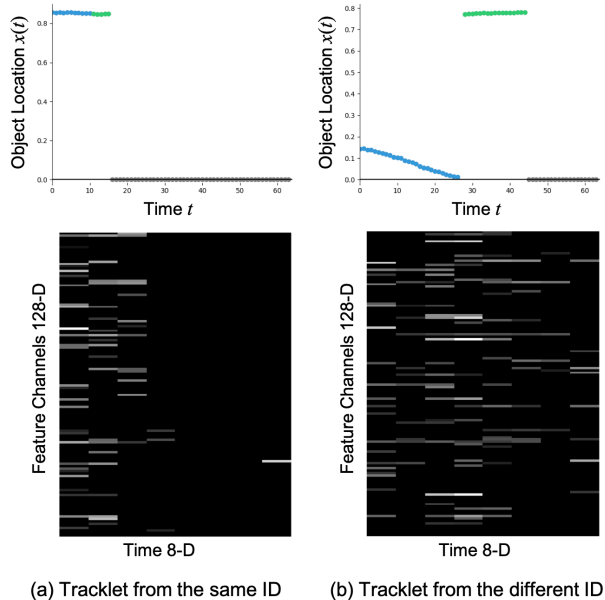 0.8
0.6
0.4
0.2
0.0
0 10 20 30 40 50 60
Object Location x(t)
Time t
Feature Channels 128-D
Time 8-D
(a) Tracklet from the same ID
0.8
0.7
0.6
0.5
0.4
0.3
0.2
0.1
0.0
0 10 20 30 40 50 60
Object Location x(t)
Time t
Feature Channels 128-D
Time 8-D
(b) Tracklet from the different ID